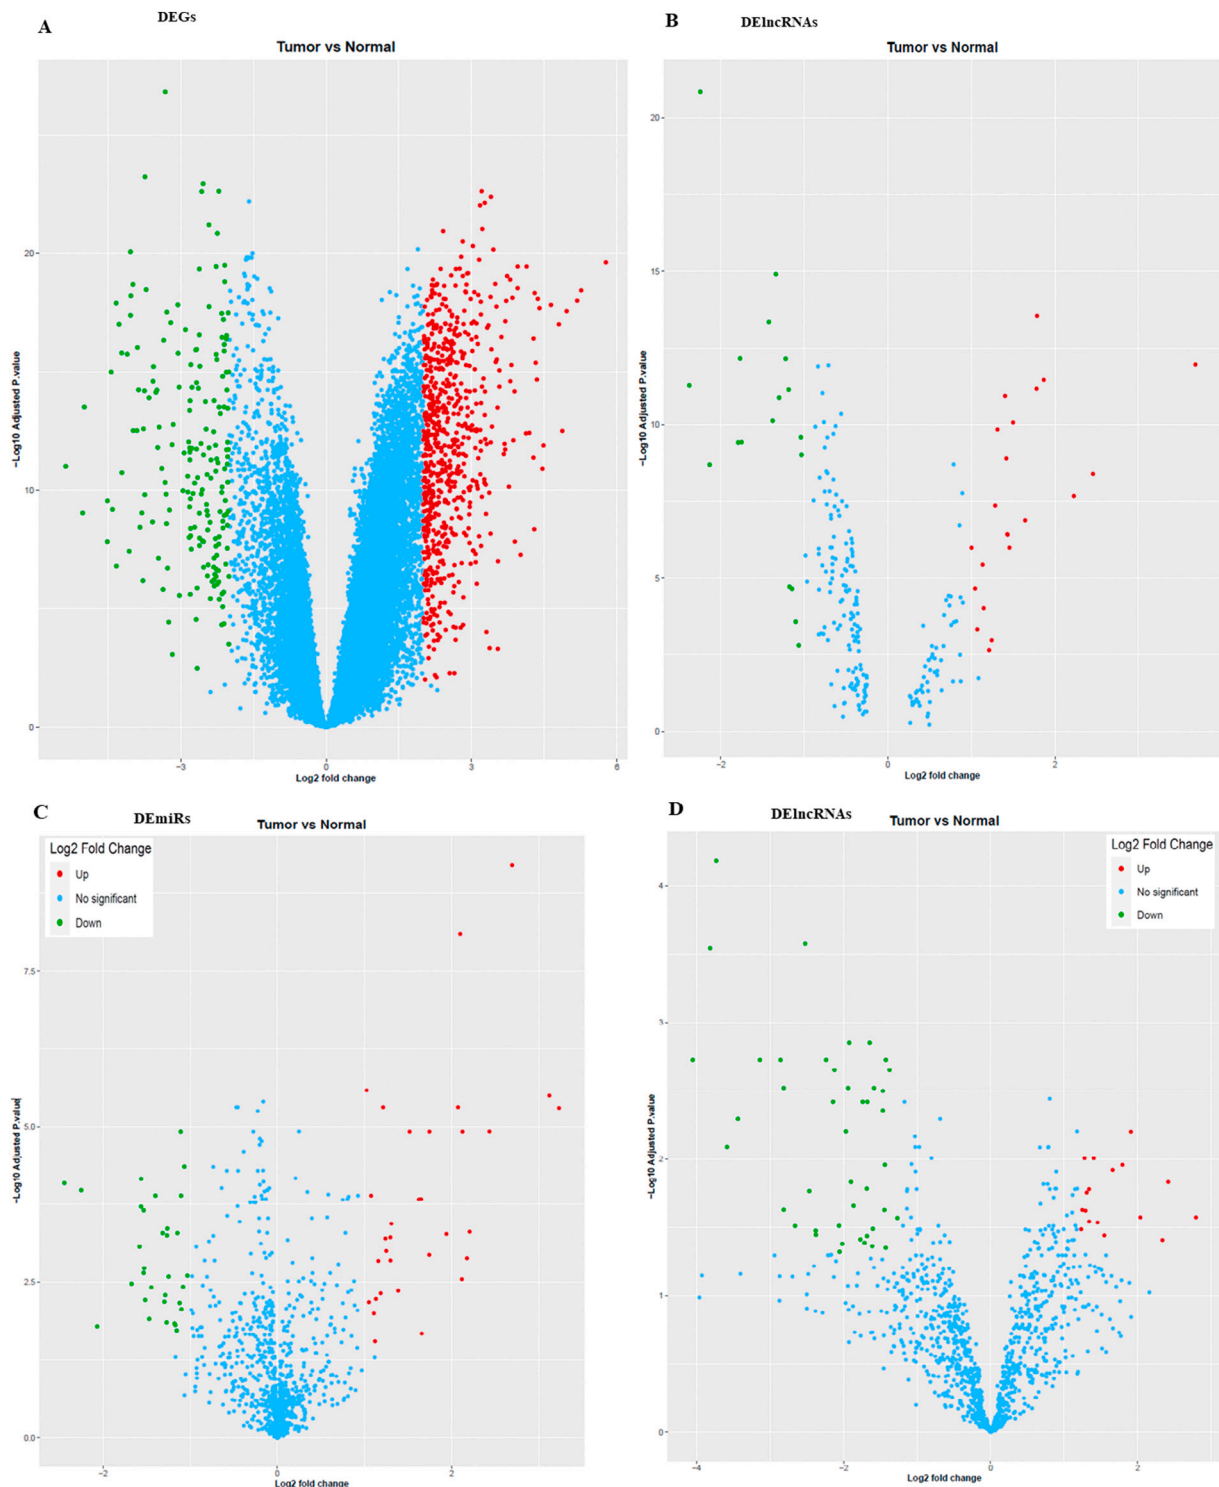 A
DEGs
Tumor vs Normal
20
10
0
−Log10 Adjusted P.value
−3
0
3
6
Log2 fold change
B
DElncRNAs
Tumor vs Normal
20
15
10
5
0
−Log10 Adjusted P.value
−2
0
2
Log2 fold change
C
DEmiRs
Tumor vs Normal
Log2 Fold Change
Up
No significant
Down
7.5
5.0
2.5
0.0
−Log10 Adjusted P.value
−2
0
2
Log2 fold change
D
DElncRNAs
Tumor vs Normal
Log2 Fold Change
Up
No significant
Down
4
3
2
1
0
−Log10 Adjusted P.value
−4
−2
0
2
Log2 fold change